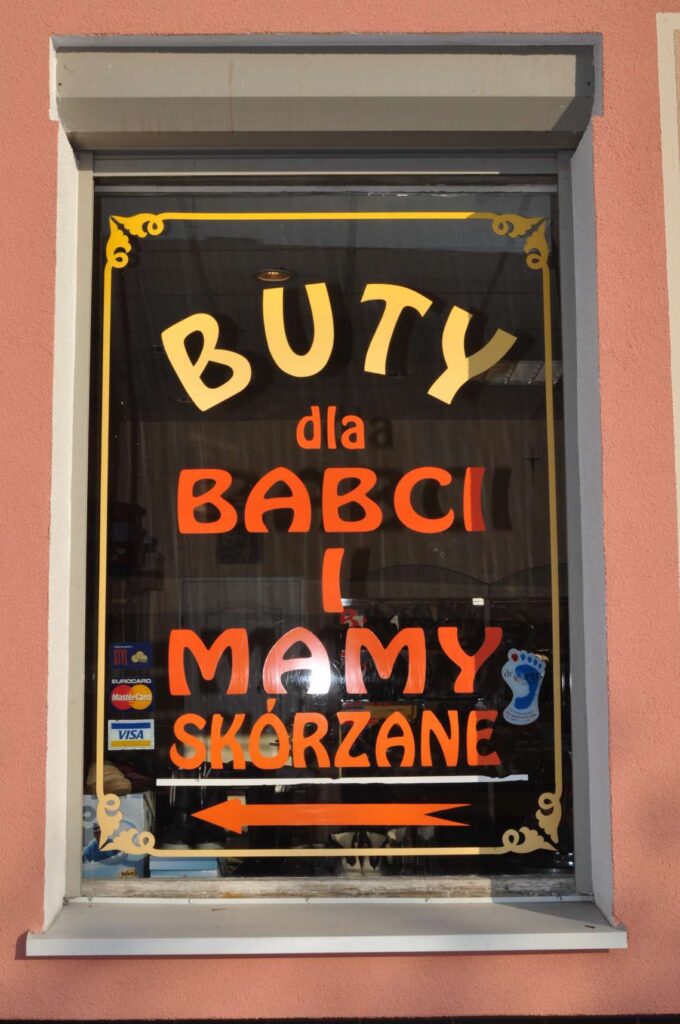 BUTY
dla
BABCI
I
MAMY
SKÓRZANE
EUROCARD
MasterCard
VISA